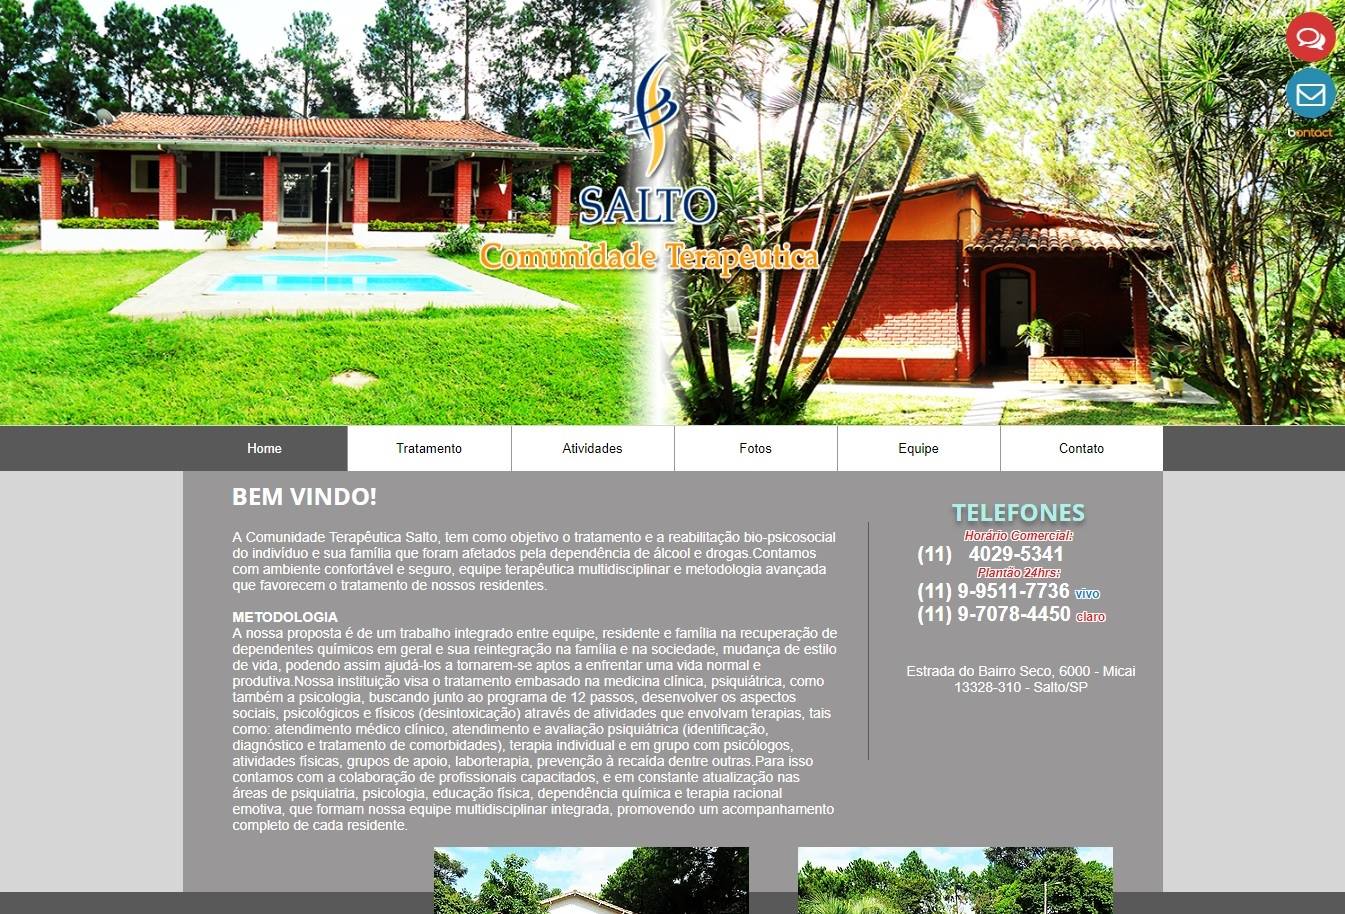 SALTO
Comunidade Terapêutica
bontact
Home
Tratamento
Atividades
Fotos
Equipe
Contato
BEM VINDO!
A Comunidade Terapêutica Salto, tem como objetivo o tratamento e a reabilitação bio-psicosocial
do indivíduo e sua família que foram afetados pela dependência de álcool e drogas.Contamos
com ambiente confortável e seguro, equipe terapêutica multidisciplinar e metodologia avançada
que favorecem o tratamento de nossos residentes.
METODOLOGIA
A nossa proposta é de um trabalho integrado entre equipe, residente e família na recuperação de
dependentes químicos em geral e sua reintegração na família e na sociedade, mudança de estilo
de vida, podendo assim ajudá-los a tornarem-se aptos a enfrentar uma vida normal e
produtiva.Nossa instituição visa o tratamento embasado na medicina clínica, psiquiátrica, como
também a psicologia, buscando junto ao programa de 12 passos, desenvolver os aspectos
sociais, psicológicos e físicos (desintoxicação) através de atividades que envolvam terapias, tais
como: atendimento médico clínico, atendimento e avaliação psiquiátrica (identificação,
diagnóstico e tratamento de comorbidades), terapia individual e em grupo com psicólogos,
atividades físicas, grupos de apoio, laborterapia, prevenção à recaída dentre outras.Para isso
contamos com a colaboração de profissionais capacitados, e em constante atualização nas
áreas de psiquiatria, psicologia, educação física, dependência química e terapia racional
emotiva, que formam nossa equipe multidisciplinar integrada, promovendo um acompanhamento
completo de cada residente.
TELEFONES
Horário Comercial:
(11) 4029-5341
Plantão 24hrs:
(11) 9-9511-7736 vivo
(11) 9-7078-4450 claro
Estrada do Bairro Seco, 6000 - Micai
13328-310 - Salto/SP